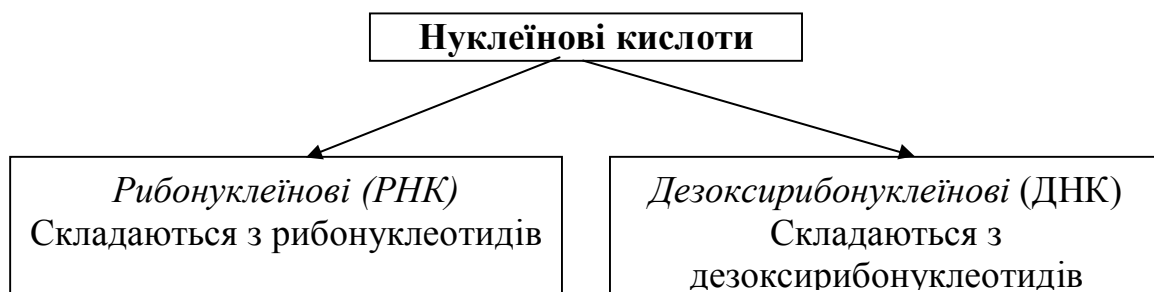 Нуклеїнові кислоти
Рибонуклеїнові (РНК)
Складаються з рибонуклеотидів
Дезоксирибонуклеїнові (ДНК)
Складаються з
дезоксирибонуклеотидів